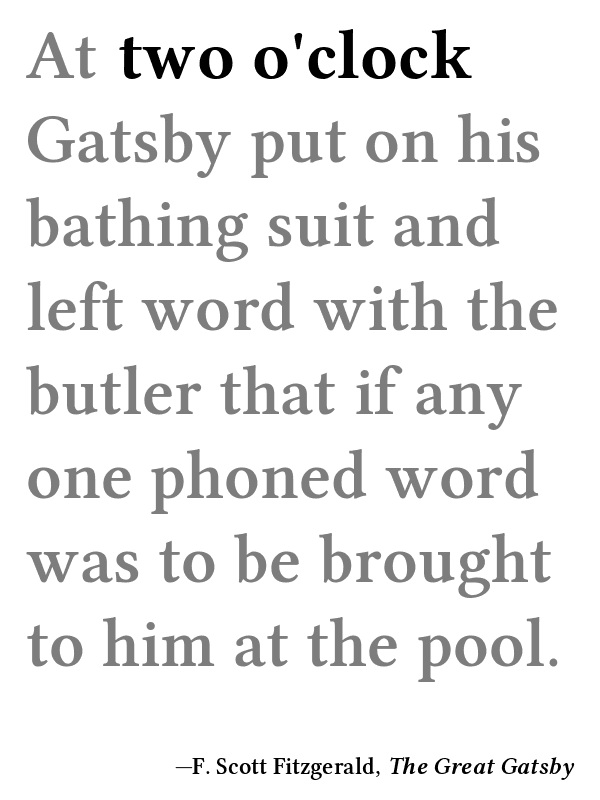 At two o'clock
Gatsby put on his
bathing suit and
left word with the
butler that if any
one phoned word
was to be brought
to him at the pool.
—F. Scott Fitzgerald, The Great Gatsby